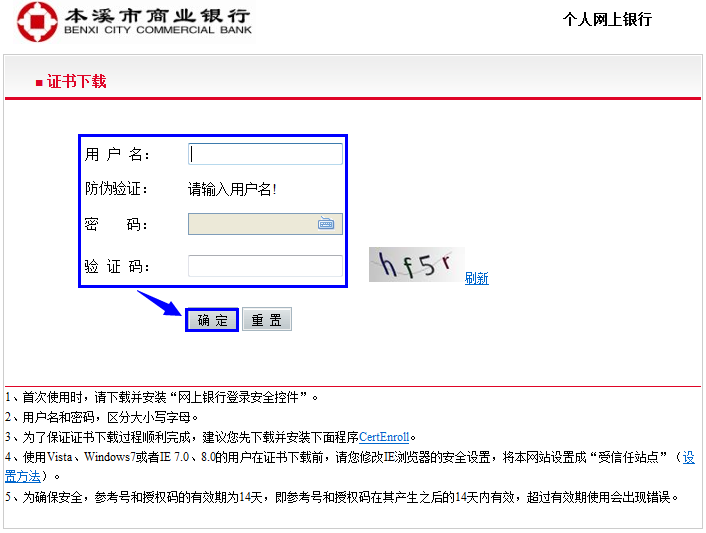 本溪市商业银行
BENXI CITY COMMERCIAL BANK
个人网上银行
证书下载
用 户 名：
防伪验证： 请输入用户名!
密 码：
验 证 码： hf5r 刷新
确 定 重 置
1、首次使用时，请下载并安装“网上银行登录安全控件”。
2、用户名和密码，区分大小写字母。
3、为了保证证书下载过程顺利完成，建议您先下载并安装下面程序CertEnroll。
4、使用Vista、Windows7或者IE 7.0、8.0的用户在证书下载前，请您修改IE浏览器的安全设置，将本网站设置成“受信任站点”（设
置方法）。
5、为确保安全，参考号和授权码的有效期为14天，即参考号和授权码在其产生之后的14天内有效，超过有效期使用会出现错误。